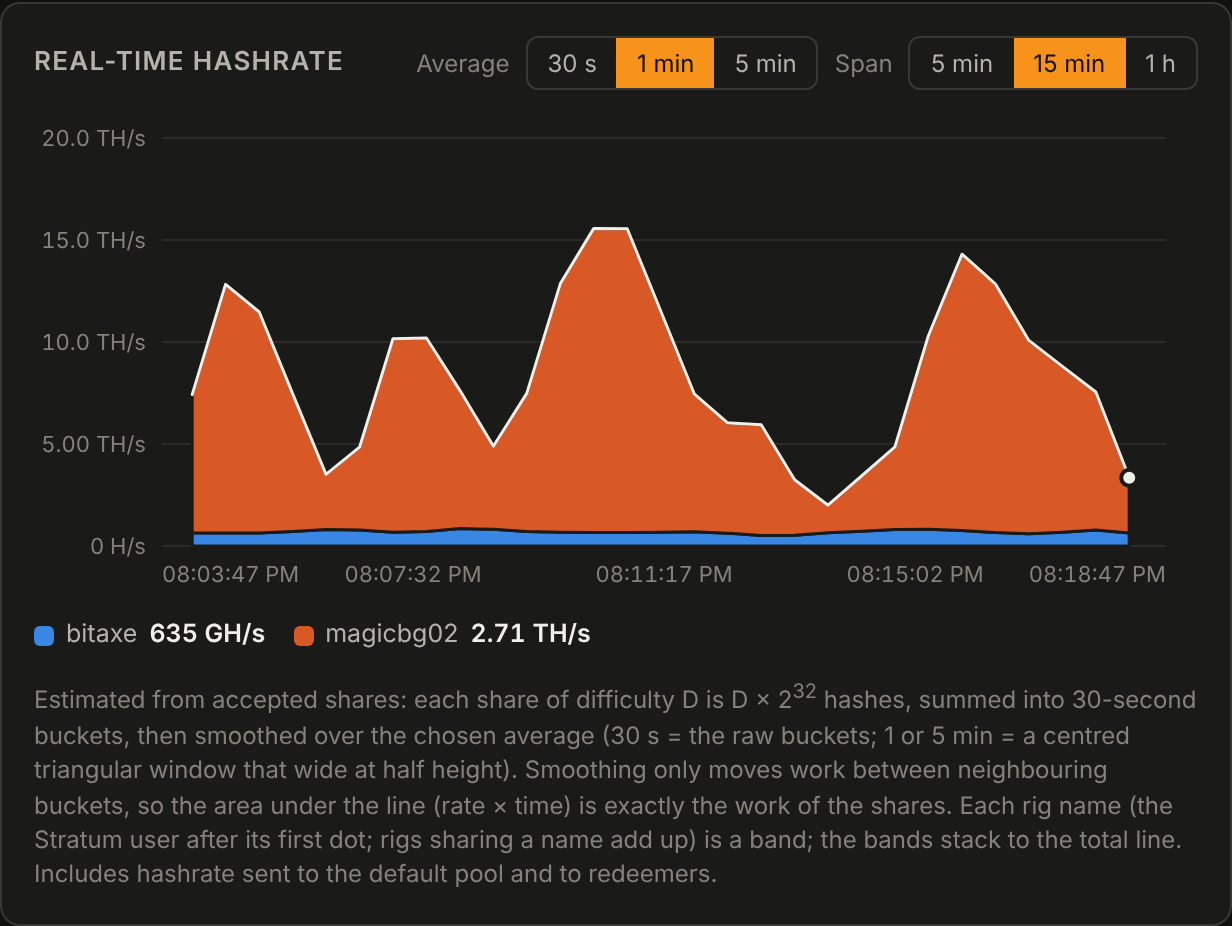 REAL-TIME HASHRATE
Average 30 s 1 min 5 min Span 5 min 15 min 1 h
20.0 TH/s
15.0 TH/s
10.0 TH/s
5.00 TH/s
0 H/s
08:03:47 PM 08:07:32 PM 08:11:17 PM 08:15:02 PM 08:18:47 PM
bitaxe 635 GH/s magicbg02 2.71 TH/s
Estimated from accepted shares: each share of difficulty D is D × 2³² hashes, summed into 30-second
buckets, then smoothed over the chosen average (30 s = the raw buckets; 1 or 5 min = a centred
triangular window that wide at half height). Smoothing only moves work between neighbouring
buckets, so the area under the line (rate × time) is exactly the work of the shares. Each rig name (the
Stratum user after its first dot; rigs sharing a name add up) is a band; the bands stack to the total line.
Includes hashrate sent to the default pool and to redeemers.